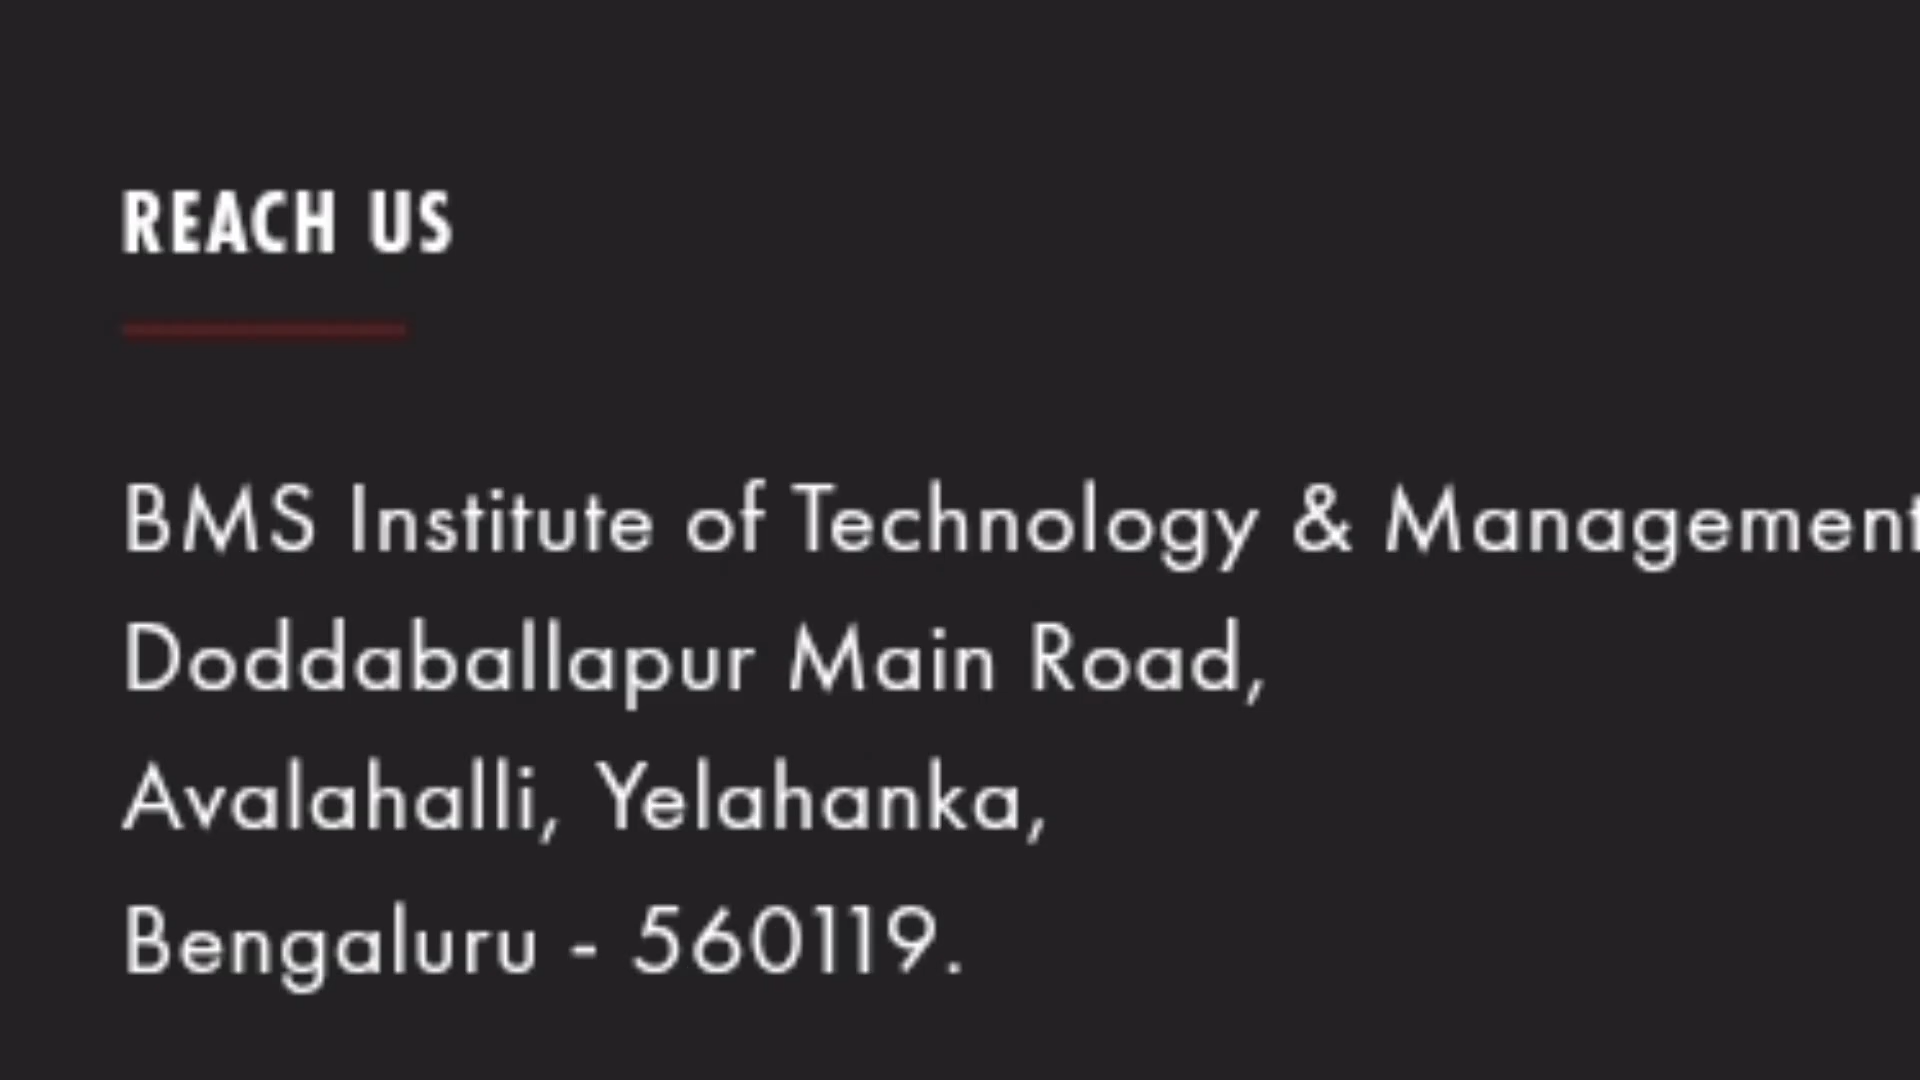 REACH US
BMS Institute of Technology & Management
Doddaballapur Main Road,
Avalahalli, Yelahanka,
Bengaluru - 560119.